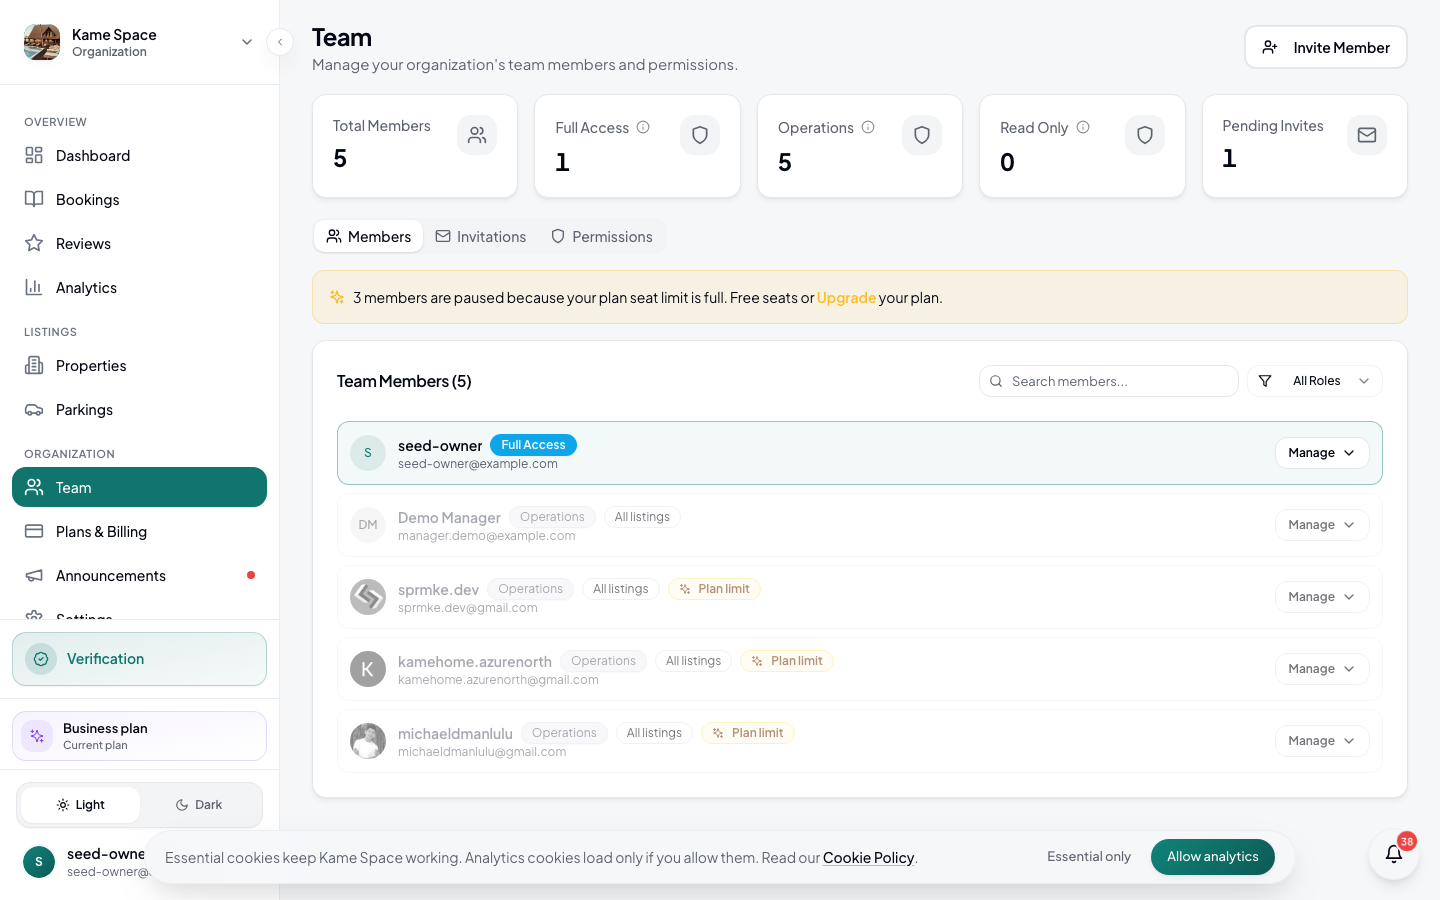 Kame Space
Organization
OVERVIEW
Dashboard
Bookings
Reviews
Analytics
LISTINGS
Properties
Parkings
ORGANIZATION
Team
Plans & Billing
Announcements
Settings
Verification
Business plan
Current plan
Light
Dark
S
seed-owne
seed-owner@
Team
Manage your organization's team members and permissions.
Invite Member
Total Members
5
Full Access
1
Operations
5
Read Only
0
Pending Invites
1
Members
Invitations
Permissions
3 members are paused because your plan seat limit is full. Free seats or Upgrade your plan.
Team Members (5)
Search members...
All Roles
S
seed-owner Full Access
seed-owner@example.com
Manage
DM
Demo Manager Operations All listings
manager.demo@example.com
Manage
sprmke.dev Operations All listings Plan limit
sprmke.dev@gmail.com
Manage
K
kamehome.azurenorth Operations All listings Plan limit
kamehome.azurenorth@gmail.com
Manage
michaeldmanlulu Operations All listings Plan limit
michaeldmanlulu@gmail.com
Manage
Essential cookies keep Kame Space working. Analytics cookies load only if you allow them. Read our Cookie Policy.
Essential only
Allow analytics
38